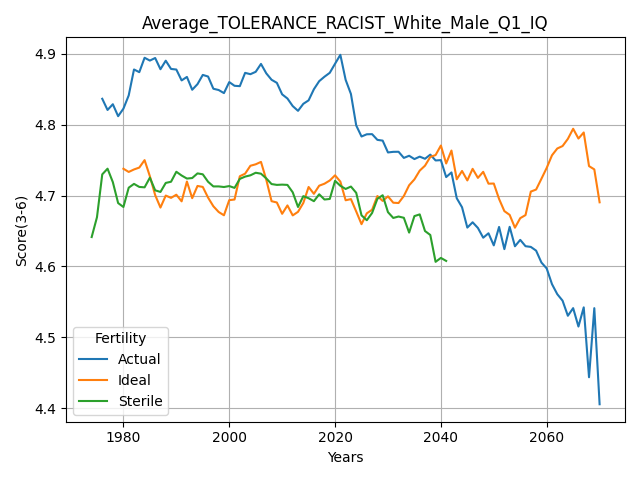 Average_TOLERANCE_RACIST_White_Male_Q1_IQ
4.9
4.8
4.7
4.6
4.5
4.4
Score(3-6)
Fertility
Actual
Ideal
Sterile
1980 2000 2020 2040 2060
Years